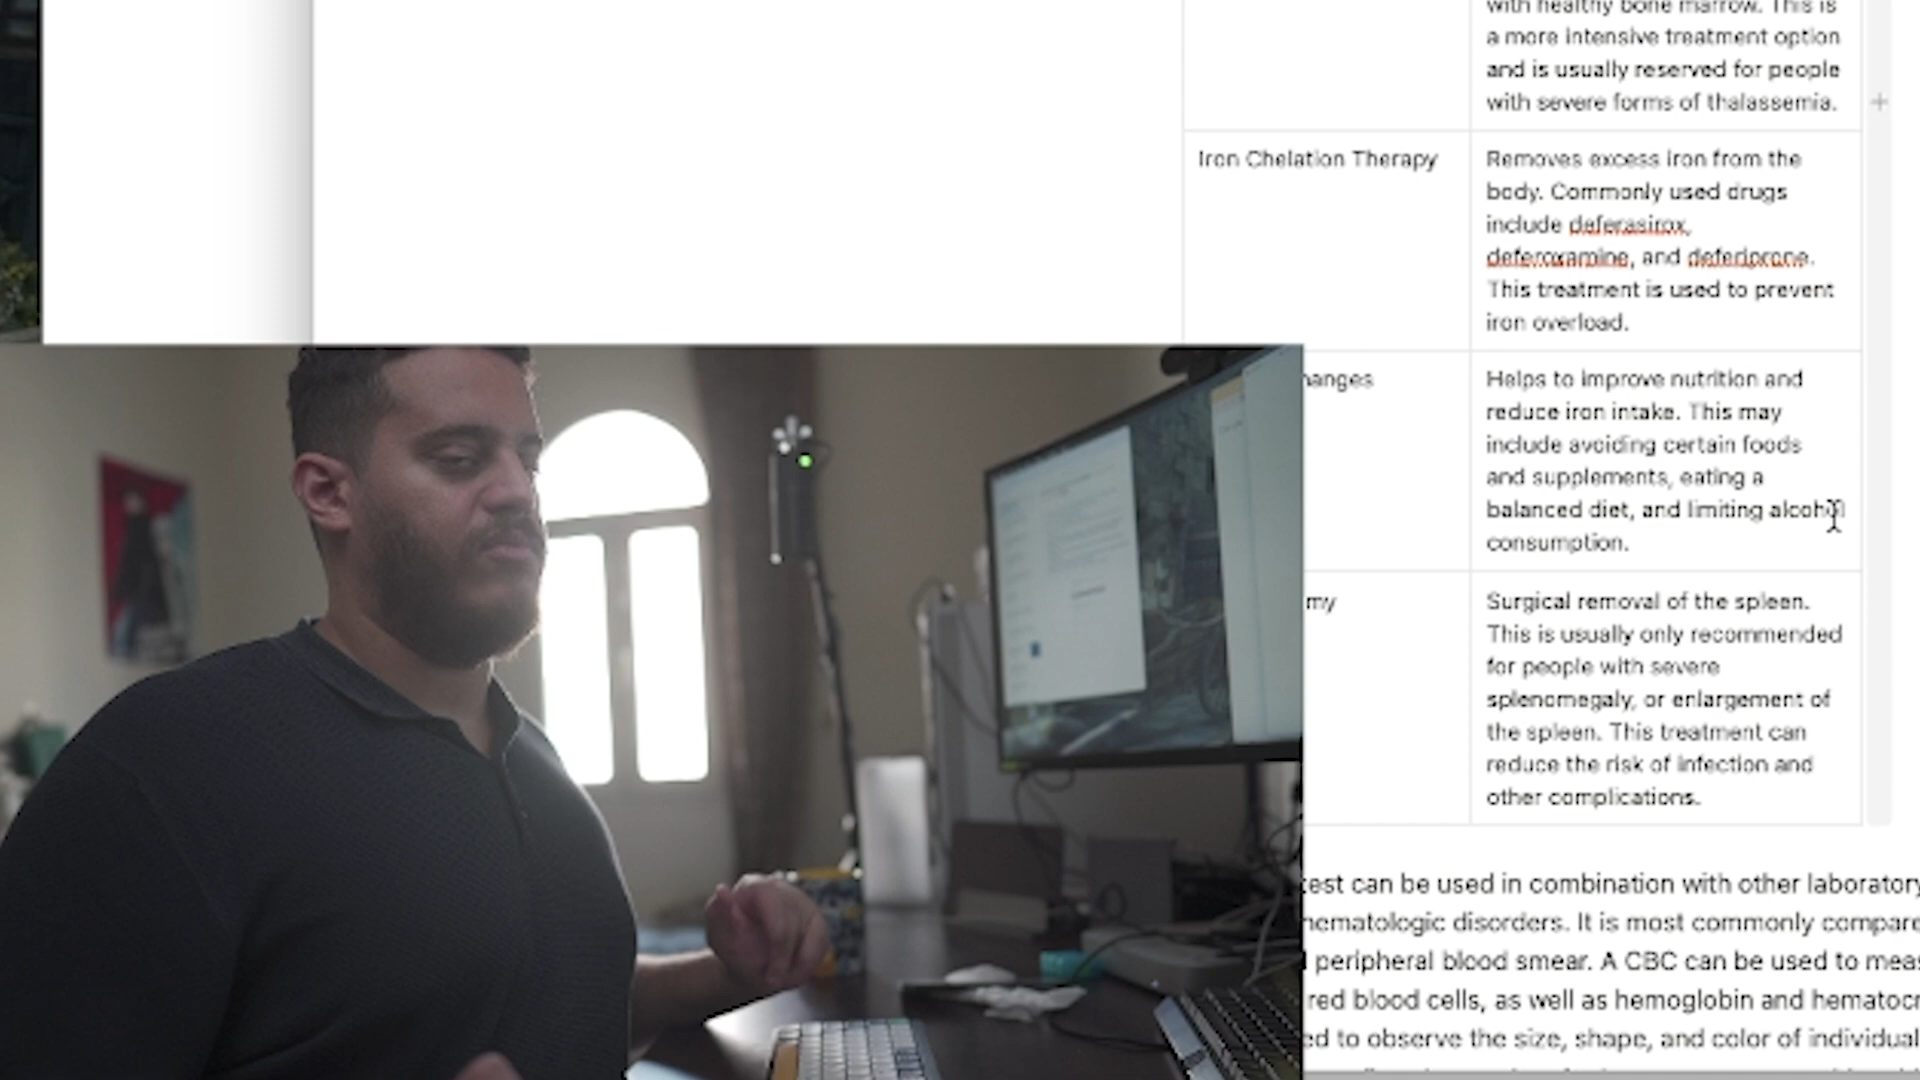 with healthy bone marrow. This is
a more intensive treatment option
and is usually reserved for people
with severe forms of thalassemia.
Iron Chelation Therapy
Removes excess iron from the
body. Commonly used drugs
include deferasirox,
deferoxamine, and deferiprone.
This treatment is used to prevent
iron overload.
hanges
Helps to improve nutrition and
reduce iron intake. This may
include avoiding certain foods
and supplements, eating a
balanced diet, and limiting alcohol
consumption.
my
Surgical removal of the spleen.
This is usually only recommended
for people with severe
splenomegaly, or enlargement of
the spleen. This treatment can
reduce the risk of infection and
other complications.
test can be used in combination with other laboratory
hematologic disorders. It is most commonly compare
peripheral blood smear. A CBC can be used to meas
red blood cells, as well as hemoglobin and hematocr
ed to observe the size, shape, and color of individual